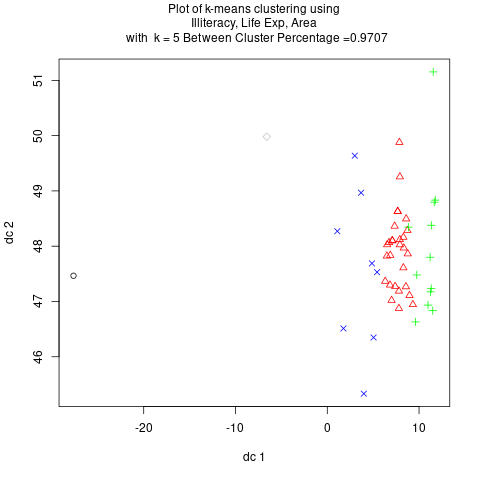 Plot of k-means clustering using
Illiteracy, Life Exp, Area
with k = 5 Between Cluster Percentage =0.9707
51
50
49
48
47
46
dc 2
-20 -10 0 10
dc 1